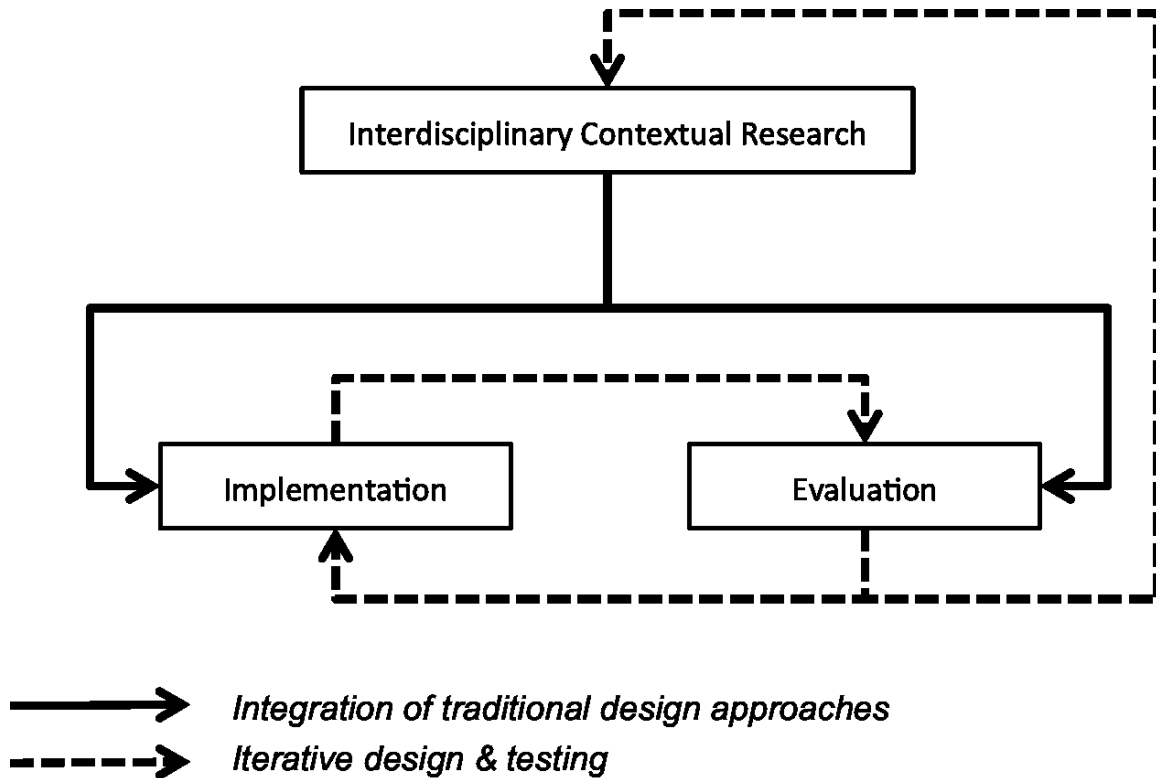 Interdisciplinary Contextual Research
Implementation
Evaluation
Integration of traditional design approaches
Iterative design & testing